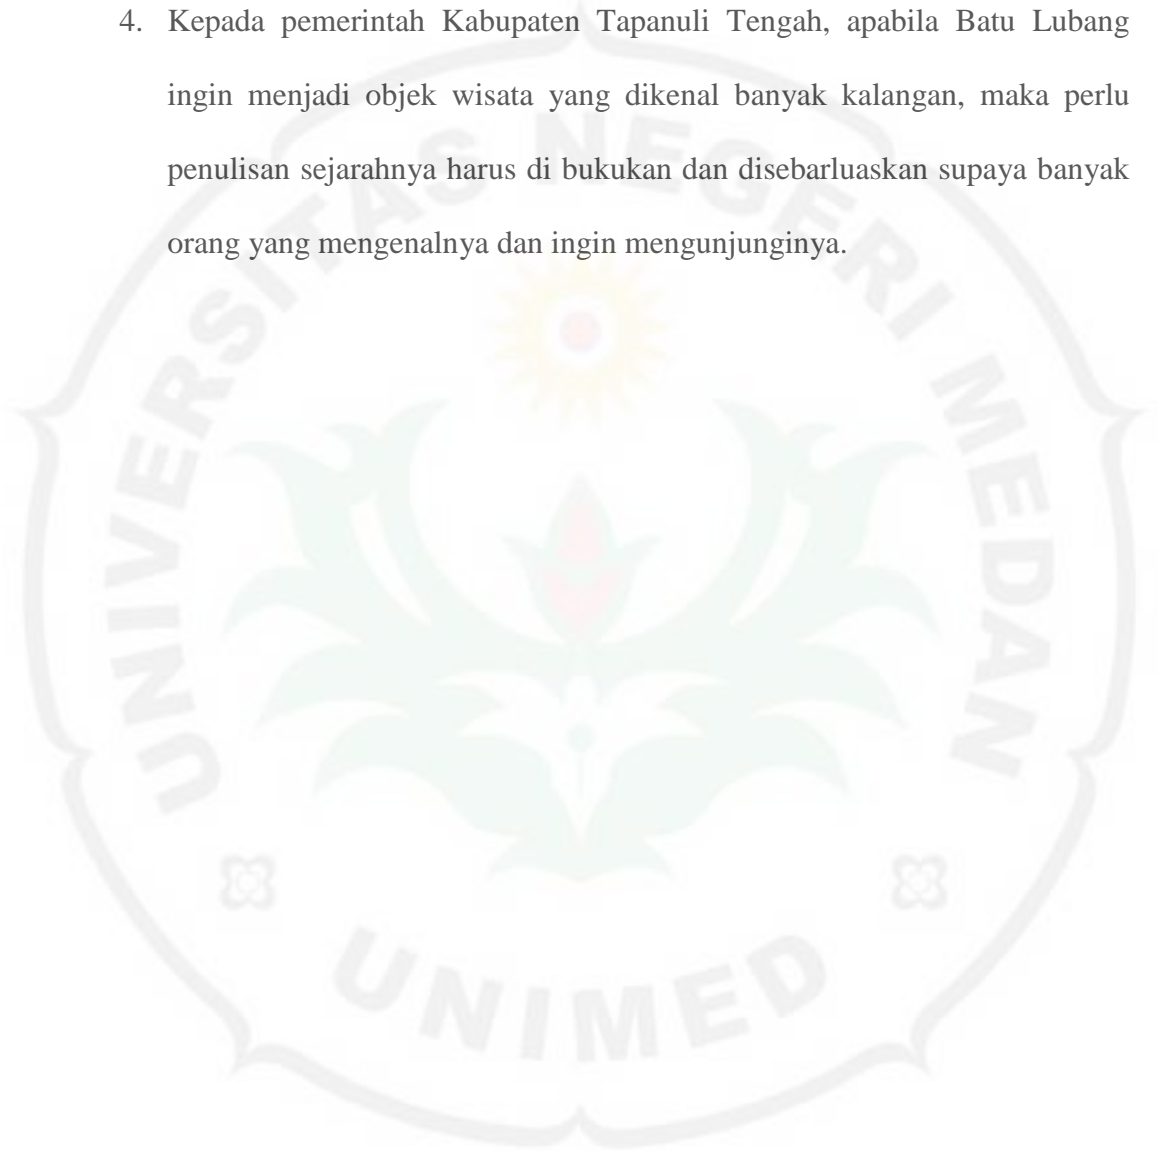 4. Kepada pemerintah Kabupaten Tapanuli Tengah, apabila Batu Lubang
ingin menjadi objek wisata yang dikenal banyak kalangan, maka perlu
penulisan sejarahnya harus di bukukan dan disebarluaskan supaya banyak
orang yang mengenalnya dan ingin mengunjunginya.
UNIVERSITAS NEGERI MEDAN
UNIMED